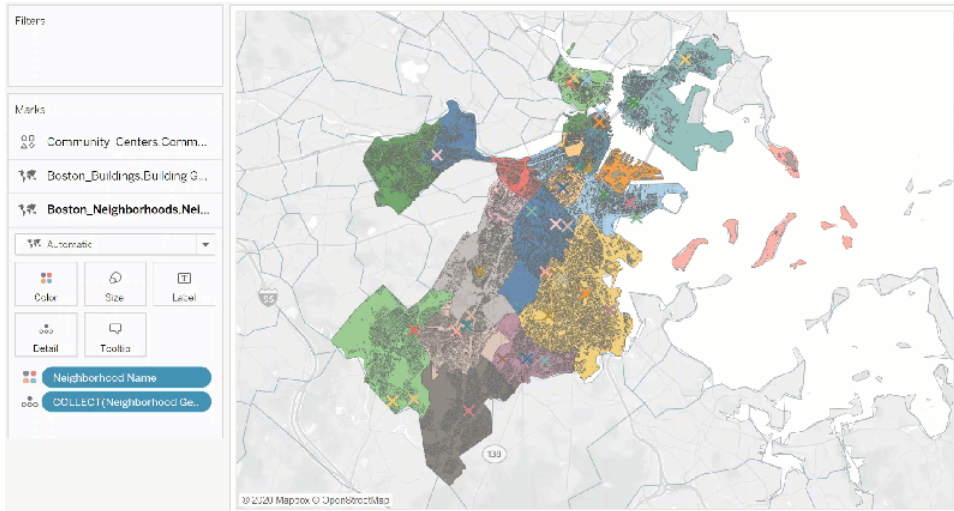 Filters
Marks
Community_Centers.Comm...
Boston_Buildings.Building G...
Boston_Neighborhoods.Nei...
Automatic
Color
Size
T
Label
Detail
Tooltip
Neighborhood Name
COLLECT(Neighborhood Ge..
95
138
© 2020 Mapbox © OpenStreetMap